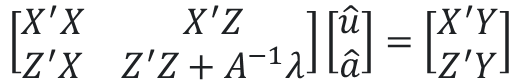 [X′X X′Z] [û] = [X′Y]
[Z′X Z′Z + A⁻¹λ] [â] = [Z′Y]